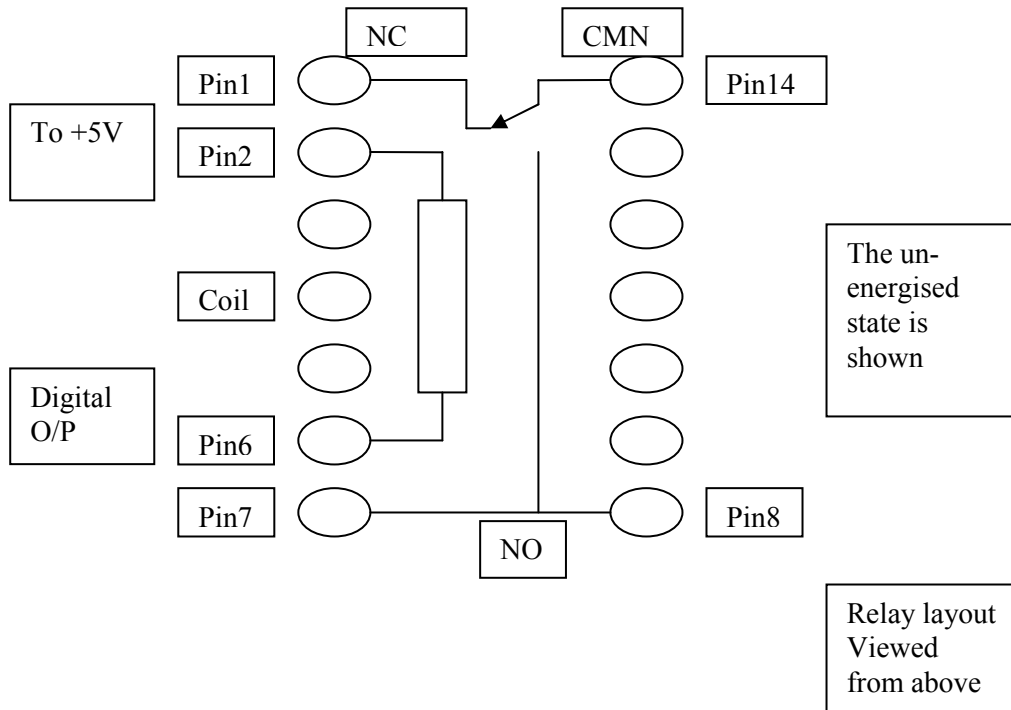 NC
CMN
Pin1
Pin14
To +5V
Pin2
The un-
energised
state is
shown
Coil
Digital
O/P
Pin6
Pin7
Pin8
NO
Relay layout
Viewed
from above